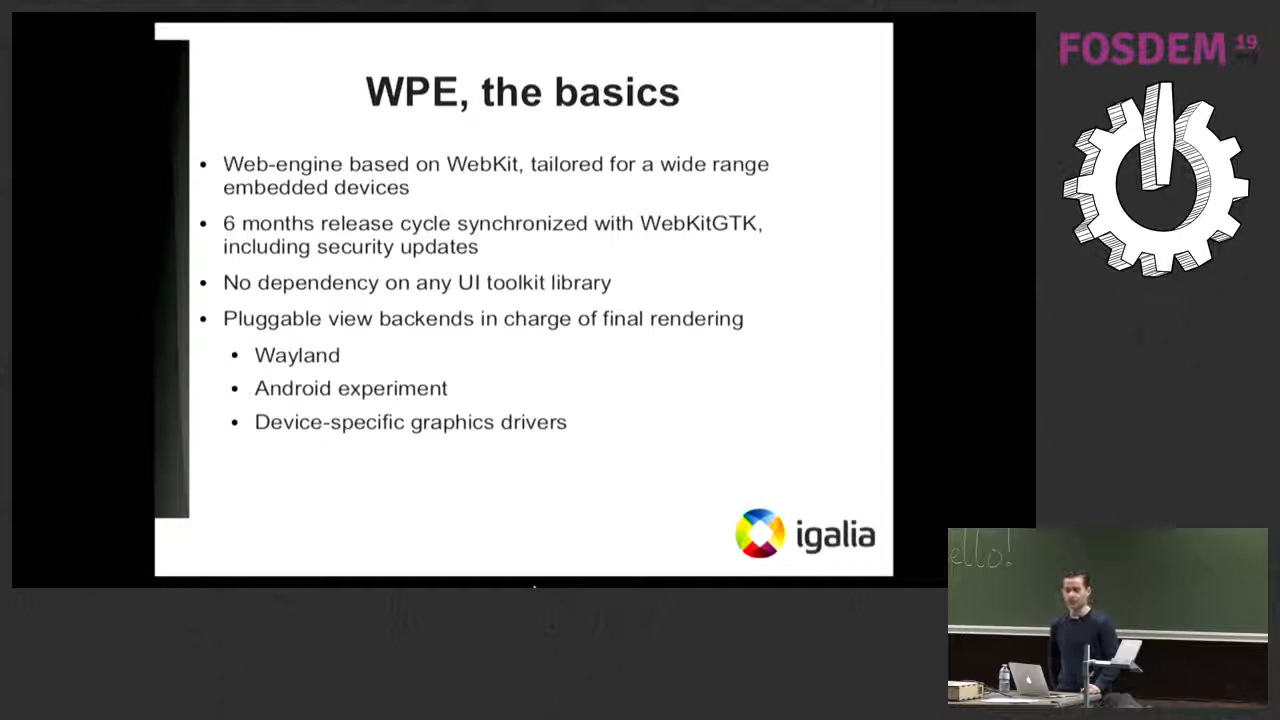 WPE, the basics
FOSDEM 19
• Web-engine based on WebKit, tailored for a wide range
embedded devices
• 6 months release cycle synchronized with WebKitGTK,
including security updates
• No dependency on any UI toolkit library
• Pluggable view backends in charge of final rendering
• Wayland
• Android experiment
• Device-specific graphics drivers
igalia
ello!